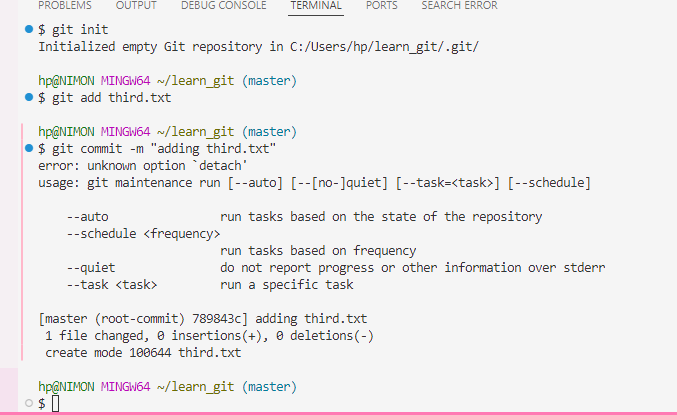 PROBLEMS OUTPUT DEBUG CONSOLE TERMINAL PORTS SEARCH ERROR
$ git init
Initialized empty Git repository in C:/Users/hp/learn_git/.git/
hp@NIMON MINGW64 ~/learn_git (master)
$ git add third.txt
hp@NIMON MINGW64 ~/learn_git (master)
$ git commit -m "adding third.txt"
error: unknown option `detach'
usage: git maintenance run [--auto] [--[no-]quiet] [--task=<task>] [--schedule]
--auto run tasks based on the state of the repository
--schedule <frequency>
run tasks based on frequency
--quiet do not report progress or other information over stderr
--task <task> run a specific task
[master (root-commit) 789843c] adding third.txt
1 file changed, 0 insertions(+), 0 deletions(-)
create mode 100644 third.txt
hp@NIMON MINGW64 ~/learn_git (master)
$